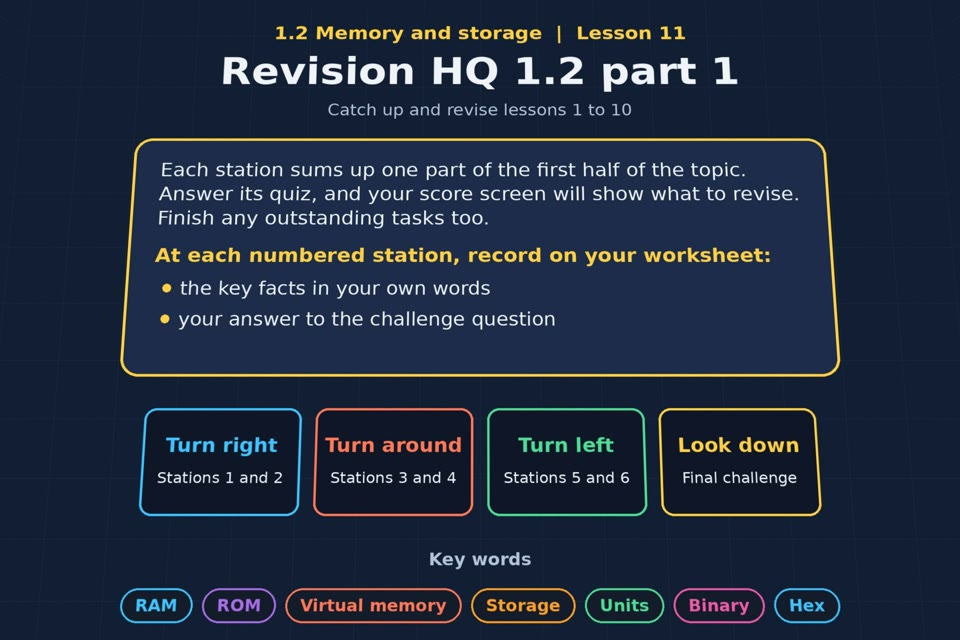 1.2 Memory and storage | Lesson 11
Revision HQ 1.2 part 1
Catch up and revise lessons 1 to 10
Each station sums up one part of the first half of the topic.
Answer its quiz, and your score screen will show what to revise.
Finish any outstanding tasks too.
At each numbered station, record on your worksheet:
• the key facts in your own words
• your answer to the challenge question
Turn right
Stations 1 and 2
Turn around
Stations 3 and 4
Turn left
Stations 5 and 6
Look down
Final challenge
Key words
RAM ROM Virtual memory Storage Units Binary Hex